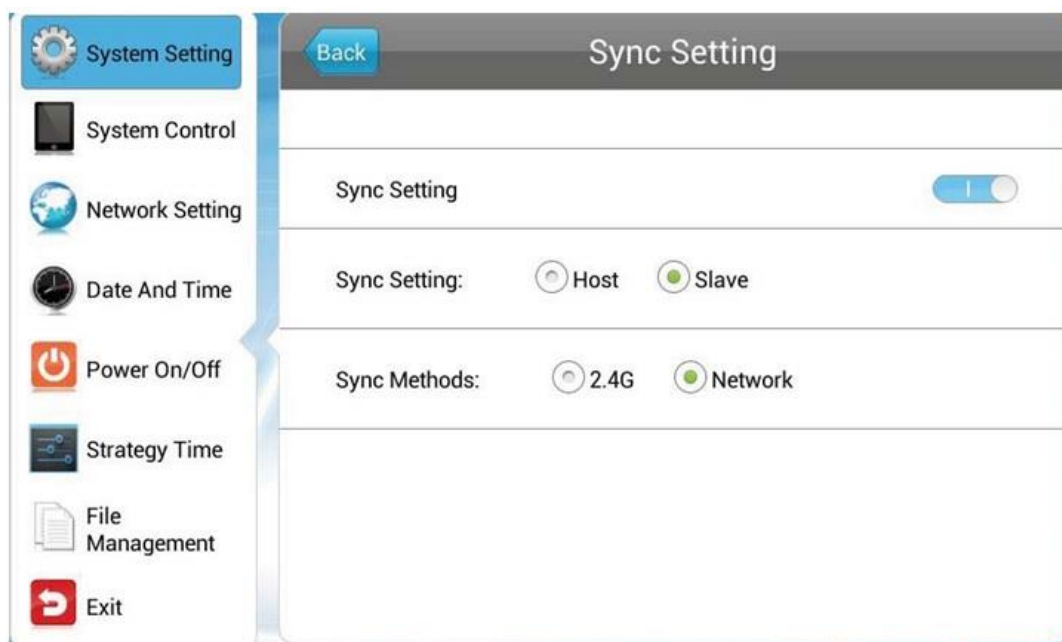 System Setting
System Control
Network Setting
Date And Time
Power On/Off
Strategy Time
File
Management
Exit
Back
Sync Setting
Sync Setting
Sync Setting: Host Slave
Sync Methods: 2.4G Network